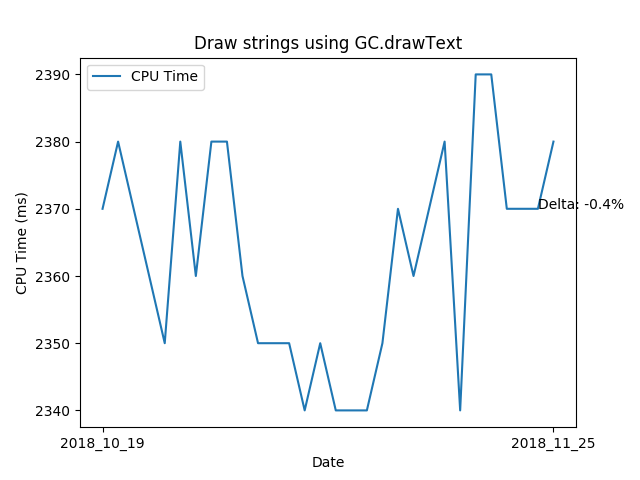 Draw strings using GC.drawText
CPU Time
2390
2380
2370
2360
2350
2340
CPU Time (ms)
Delta: -0.4%
2018_10_19
2018_11_25
Date